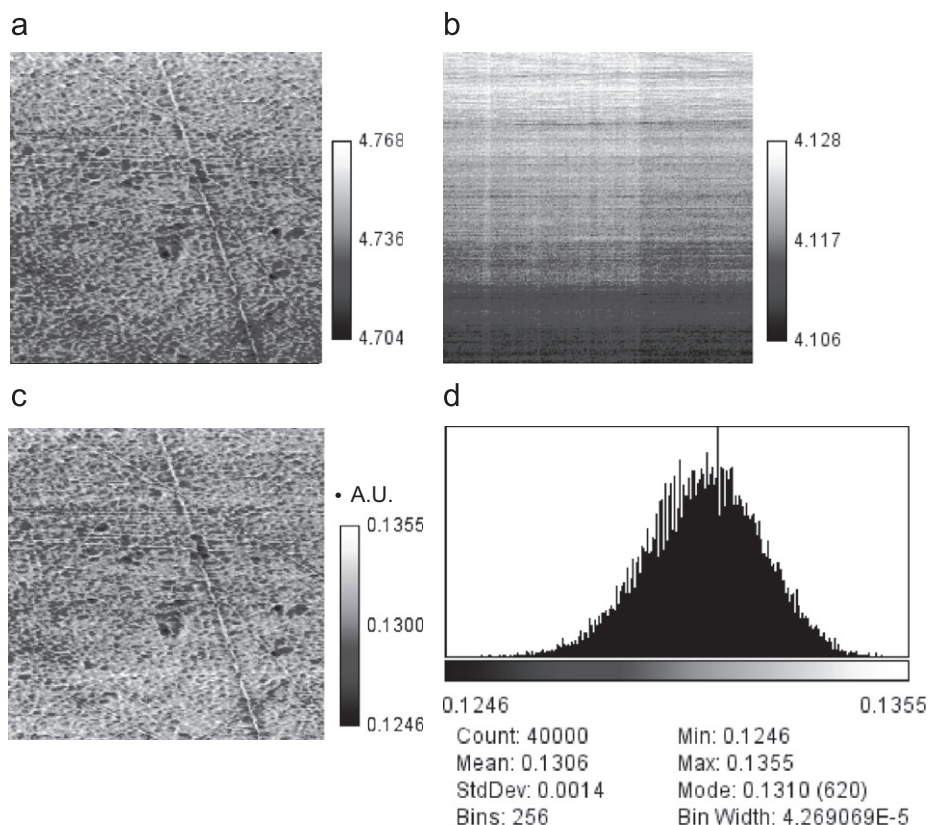 a
b
4.768
4.736
4.704
4.128
4.117
4.106
c
d
• A.U.
0.1355
0.1300
0.1246
0.1246
0.1355
Count: 40000
Min: 0.1246
Mean: 0.1306
Max: 0.1355
StdDev: 0.0014
Mode: 0.1310 (620)
Bins: 256
Bin Width: 4.269069E-5